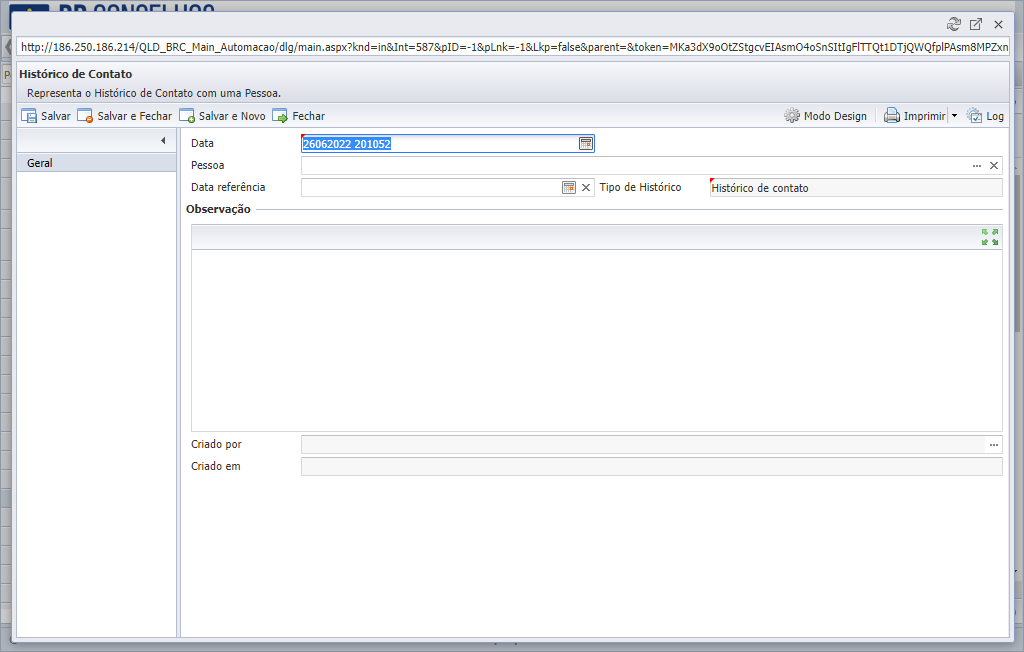 http://186.250.186.214/QLD_BRC_Main_Automacao/dlg/main.aspx?knd=in&Int=587&pID=-1&pLnk=-1&Lkp=false&parent=&token=MKa3dX9oOtZStgcvEIAsmO4oSnSItIgFlTTQt1DTjQWQfplPAsm8MPZxn
Histórico de Contato
Representa o Histórico de Contato com uma Pessoa.
Salvar Salvar e Fechar Salvar e Novo Fechar Modo Design Imprimir Log
Geral
Data 26062022 201052
Pessoa
Data referência Tipo de Histórico Histórico de contato
Observação
Criado por
Criado em